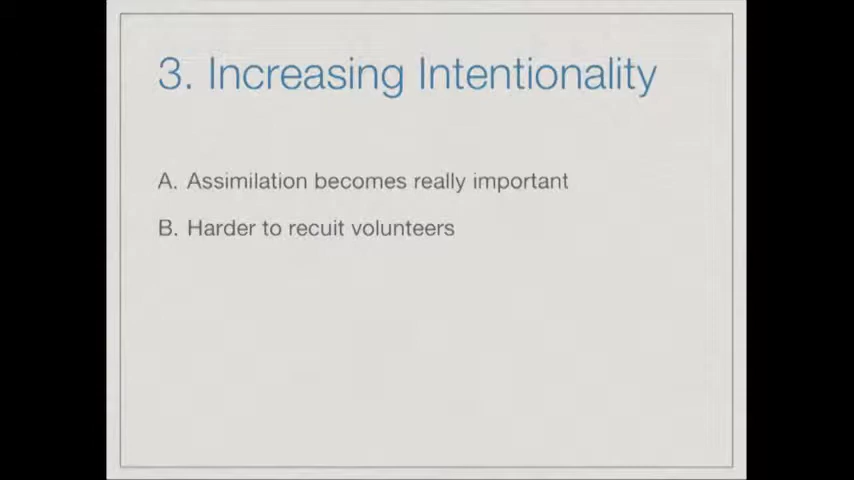 3. Increasing Intentionality
A. Assimilation becomes really important
B. Harder to recuit volunteers